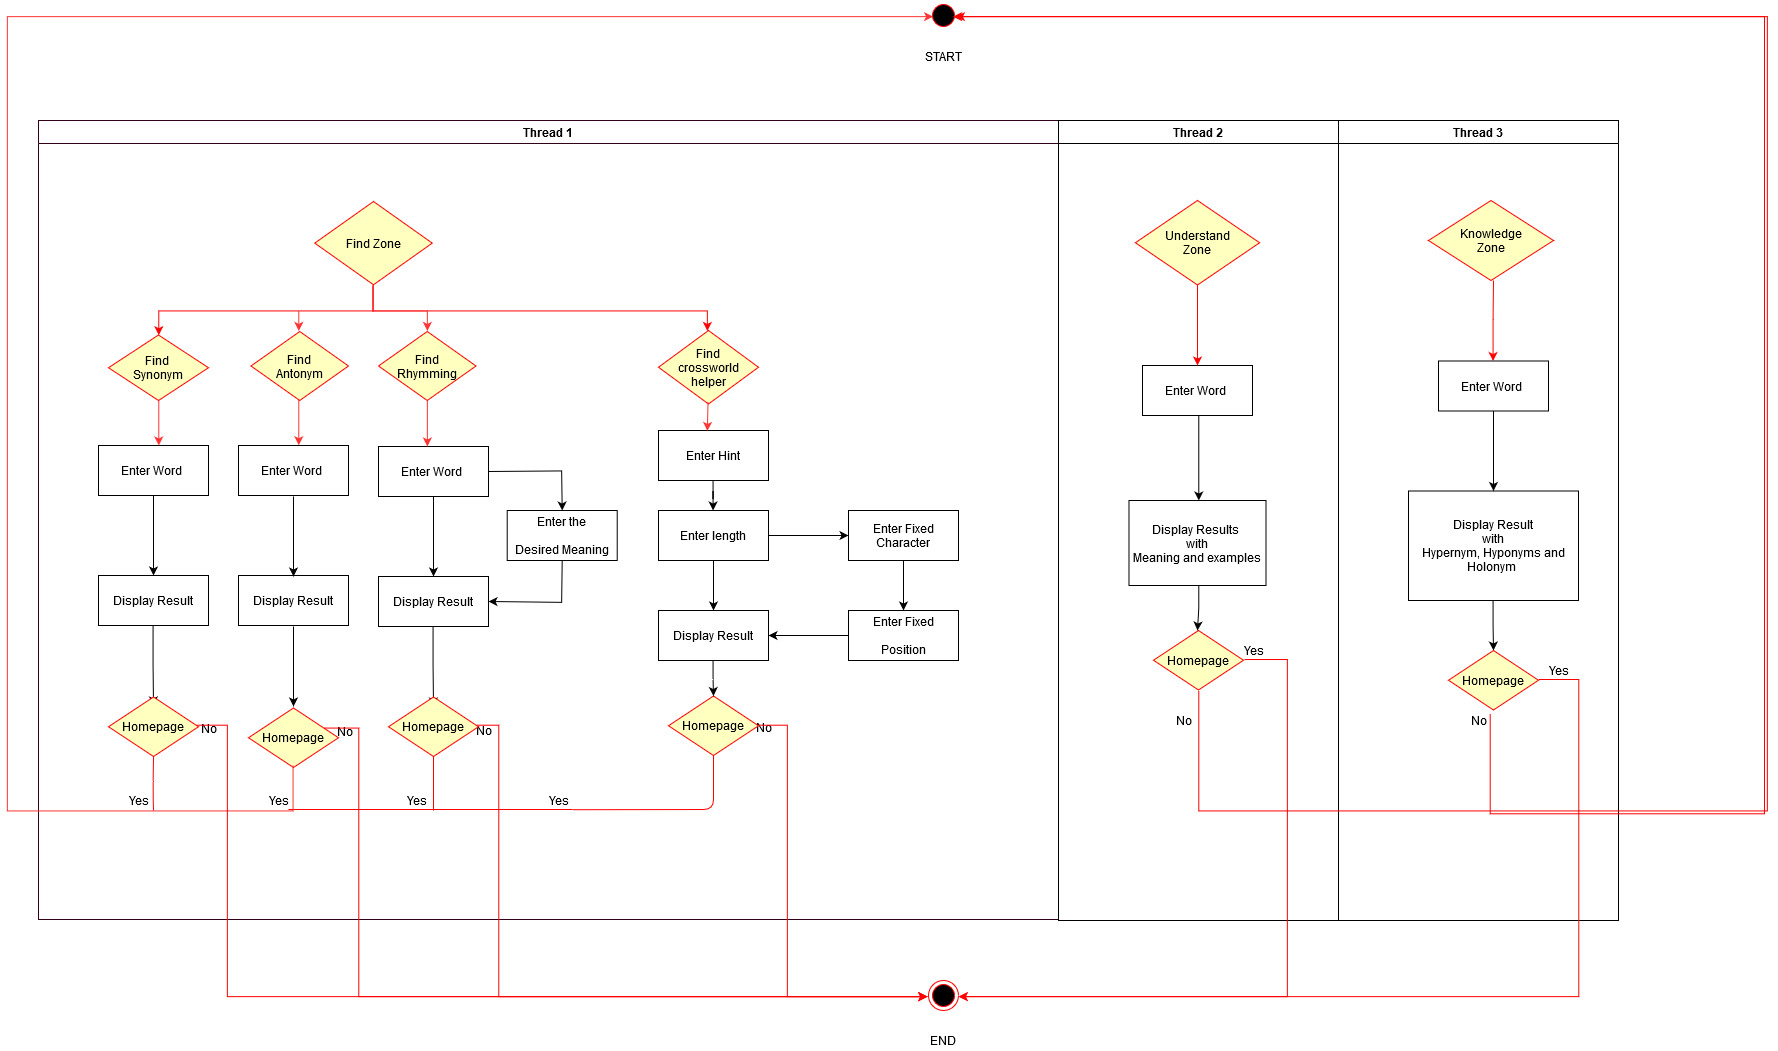 START
Thread 1
Thread 2
Thread 3
Find Zone
Understand
Zone
Knowledge
Zone
Find
Synonym
Find
Antonym
Find
Rhymming
Find
crossworld
helper
Enter Word
Enter Word
Enter Word
Enter Hint
Enter Word
Enter Word
Enter the
Desired Meaning
Enter length
Enter Fixed
Character
Display Results
with
Meaning and examples
Display Result
with
Hypernym, Hyponyms and
Holonym
Display Result
Display Result
Display Result
Display Result
Enter Fixed
Position
Homepage
Yes
Homepage
Yes
Homepage
No
Homepage
No
Homepage
No
Homepage
No
No
No
Yes
Yes
Yes
Yes
END